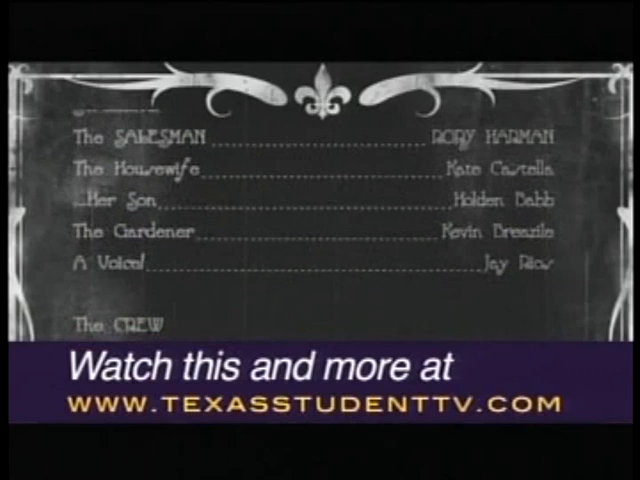 The SALESMAN RORY HARMAN
The Housewife Kate Castella
...Her Son Holden Babb
The Gardener Kevin Breazile
A Voice! Jay Rios
The CREW
Watch this and more at
WWW.TEXASSTUDENTTV.COM